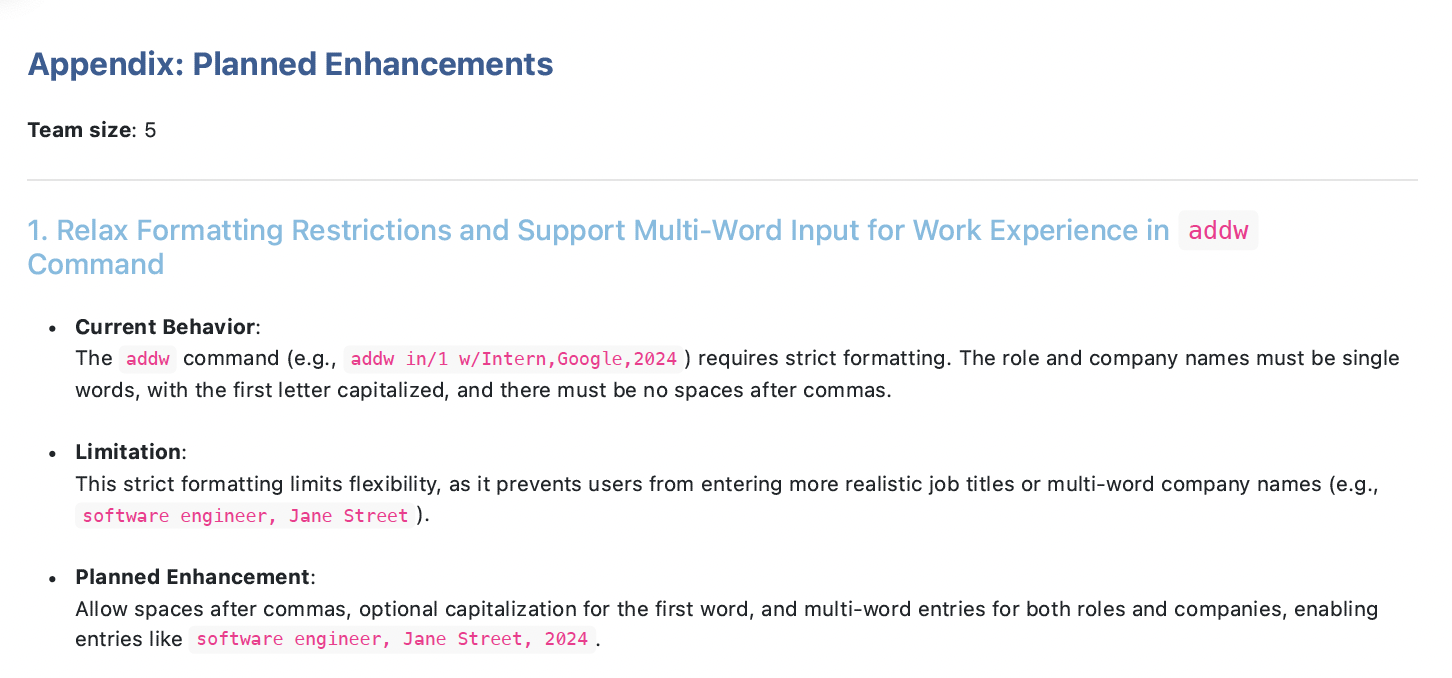 Appendix: Planned Enhancements
Team size: 5
1. Relax Formatting Restrictions and Support Multi-Word Input for Work Experience in addw
Command
• Current Behavior:
The addw command (e.g., addw in/1 w/Intern,Google,2024 ) requires strict formatting. The role and company names must be single
words, with the first letter capitalized, and there must be no spaces after commas.
• Limitation:
This strict formatting limits flexibility, as it prevents users from entering more realistic job titles or multi-word company names (e.g.,
software engineer, Jane Street ).
• Planned Enhancement:
Allow spaces after commas, optional capitalization for the first word, and multi-word entries for both roles and companies, enabling
entries like software engineer, Jane Street, 2024 .